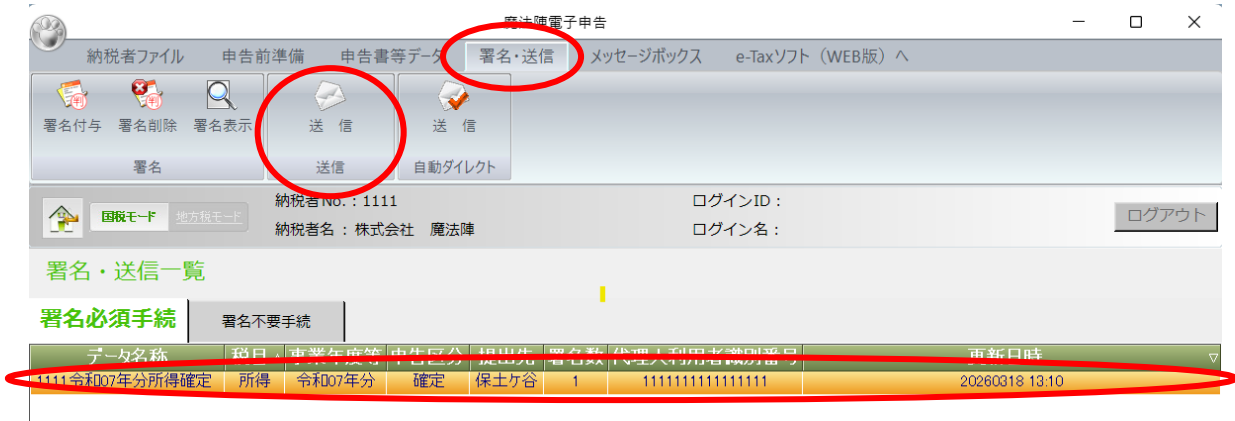 魔法陣電子申告
納税者ファイル 申告前準備 申告書等データ 署名・送信 メッセージボックス e-Taxソフト（WEB版）へ
署名付与 署名削除 署名表示 送 信 送 信
署名 送信 自動ダイレクト
国税モード 地方税モード 納税者No.：1111 ログインID： ログアウト
納税者名 ：株式会社 魔法陣 ログイン名：
署名・送信一覧
署名必須手続 署名不要手続
データ名称 税目 事業年度等 申告区分 提出先 署名数 代理人利用者識別番号 更新日時
1111令和07年分所得確定 所得 令和07年分 確定 保土ケ谷 1 1111111111111111 20260318 13:10